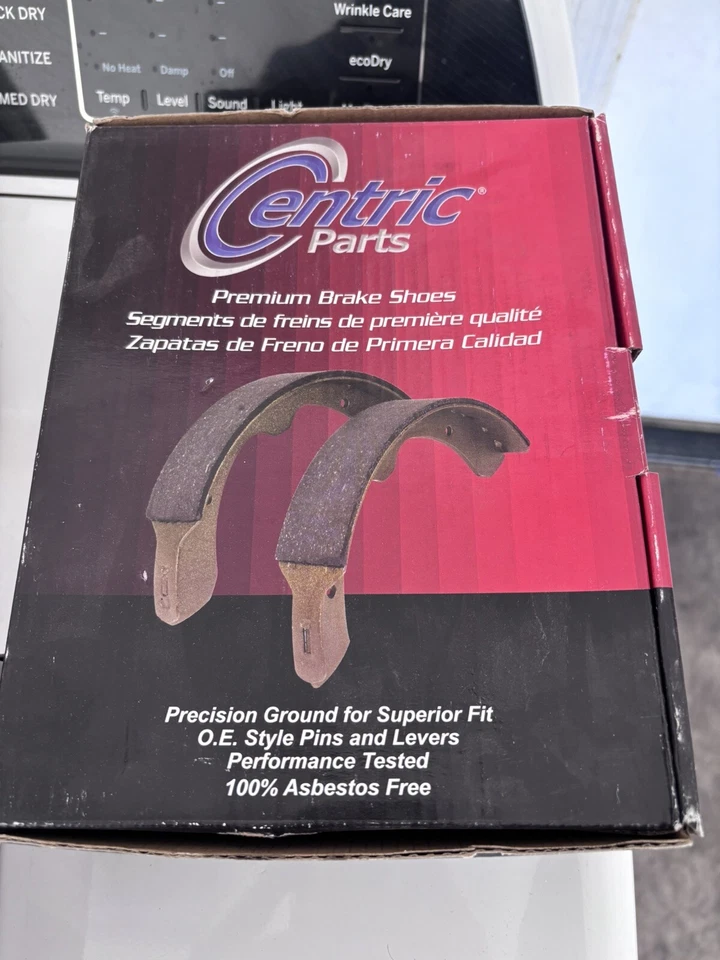 CK DRY
Wrinkle Care
ANITIZE
No Heat
Damp
Off
ecoDry
MED DRY
Temp
Level
Sound
Light
Centric®
Parts
Premium Brake Shoes
Segments de freins de première qualité
Zapatas de Freno de Primera Calidad
Precision Ground for Superior Fit
O.E. Style Pins and Levers
Performance Tested
100% Asbestos Free